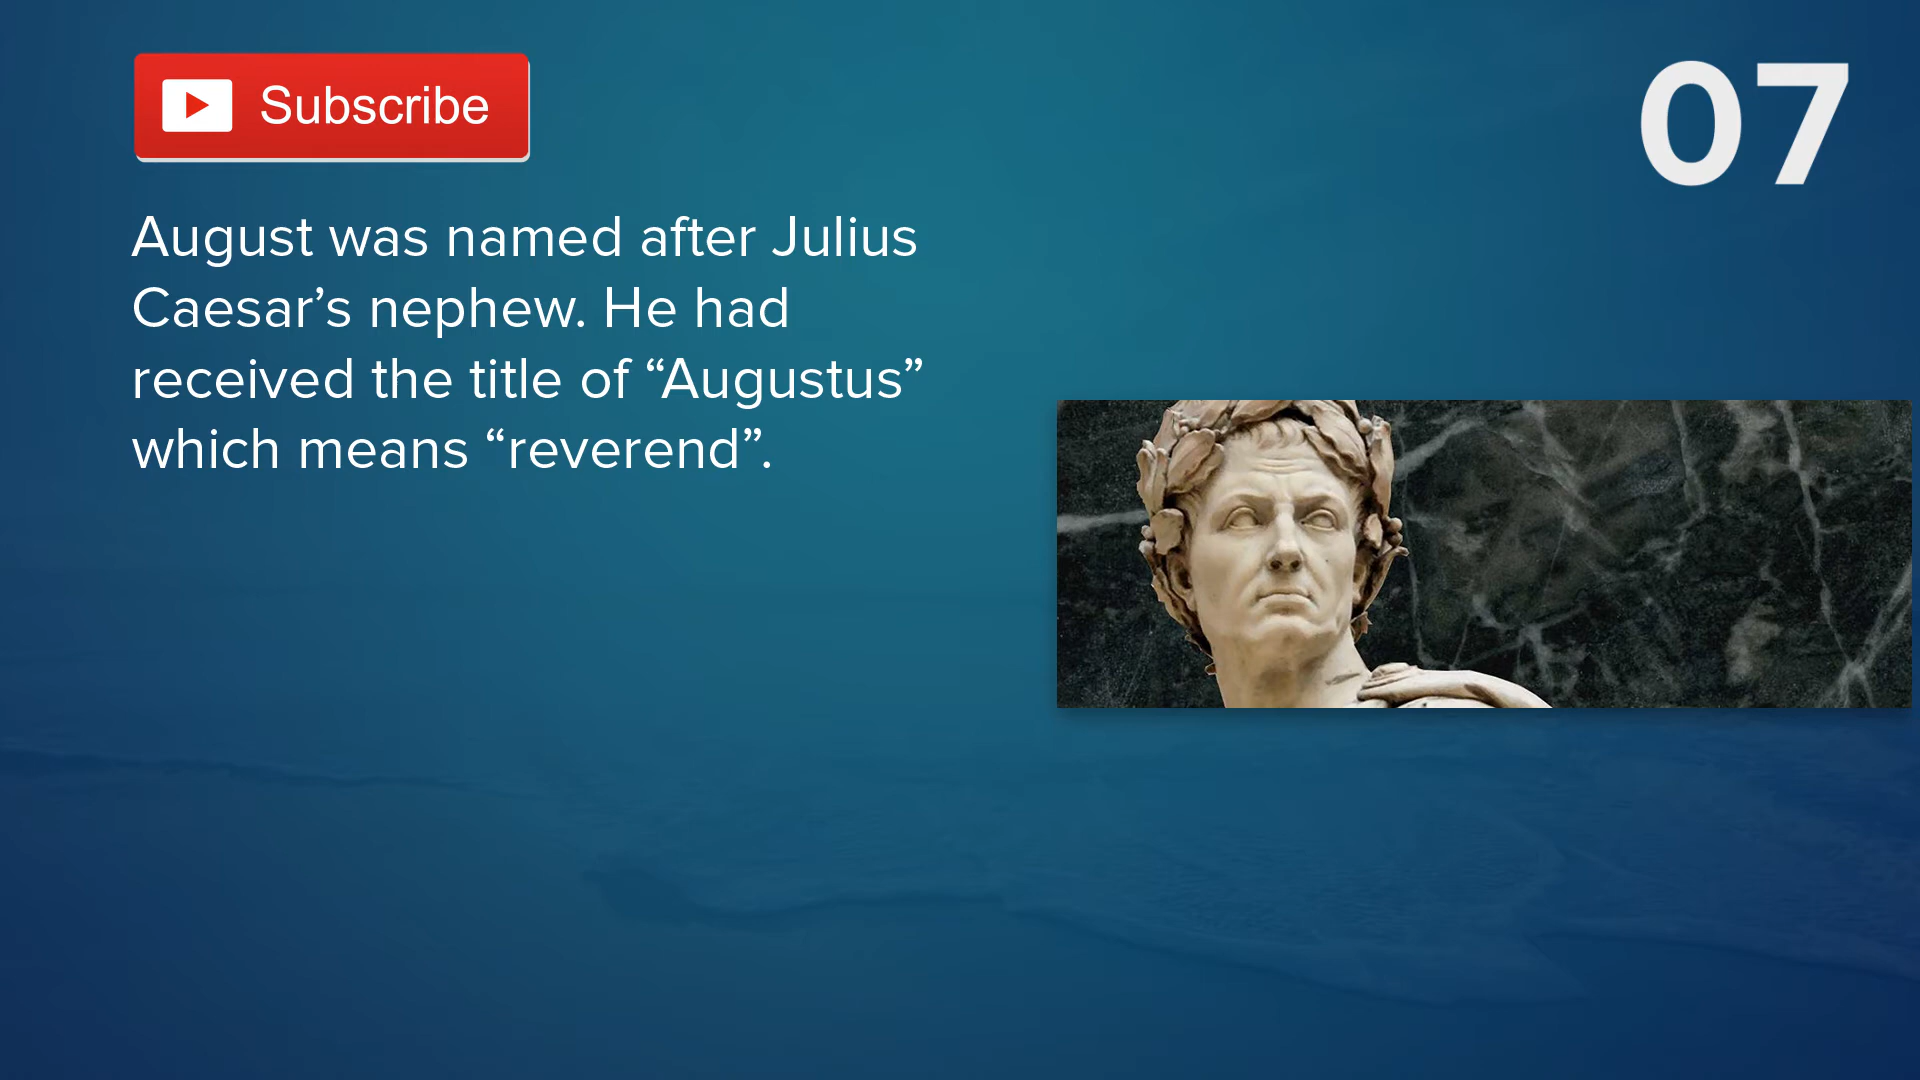 Subscribe
07
August was named after Julius
Caesar’s nephew. He had
received the title of “Augustus”
which means “reverend”.